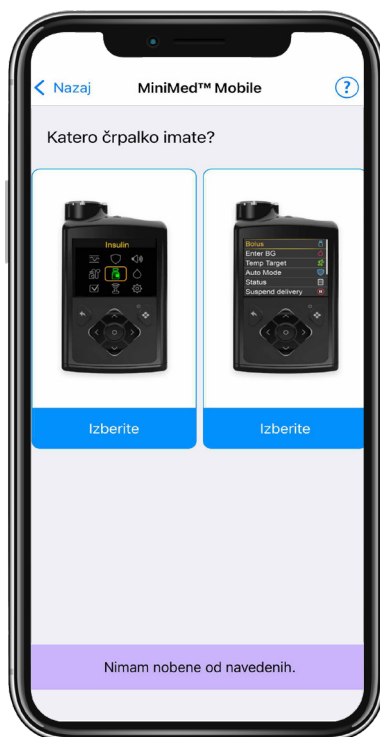 Nazaj
MiniMed™ Mobile
?
Katero črpalko imate?
Insulin
Bolus
Enter BG
Temp Target
Auto Mode
Status
Suspend delivery
Izberite
Izberite
Nimam nobene od navedenih.